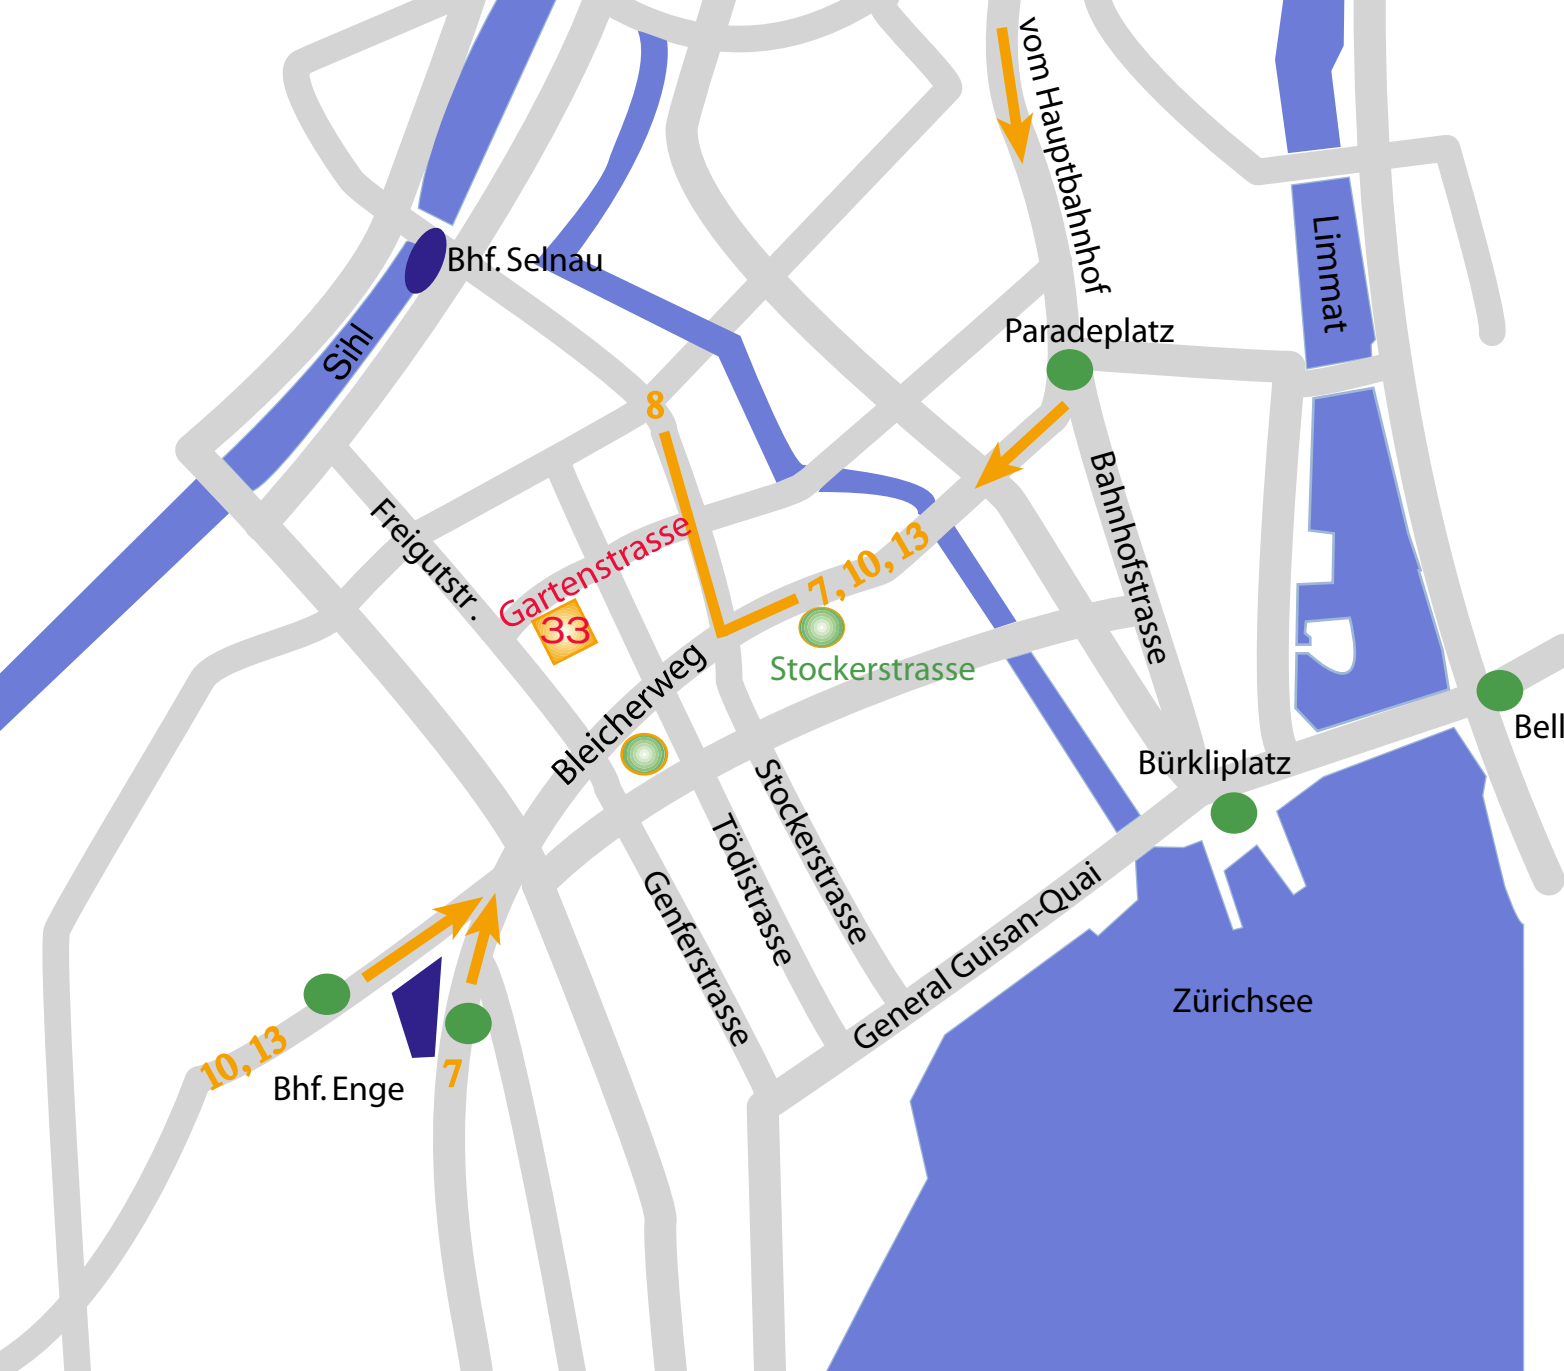 vom Hauptbahnhof
Limmat
Bhf. Selnau
Sihl
Paradeplatz
8
Bahnhofstrasse
Freigutstr.
Gartenstrasse
7, 10, 13
33
Stockerstrasse
Bleicherweg
Bell
Bürkliplatz
Stockerstrasse
Tödistrasse
Genferstrasse
General Guisan-Quai
Zürichsee
10, 13
7
Bhf. Enge